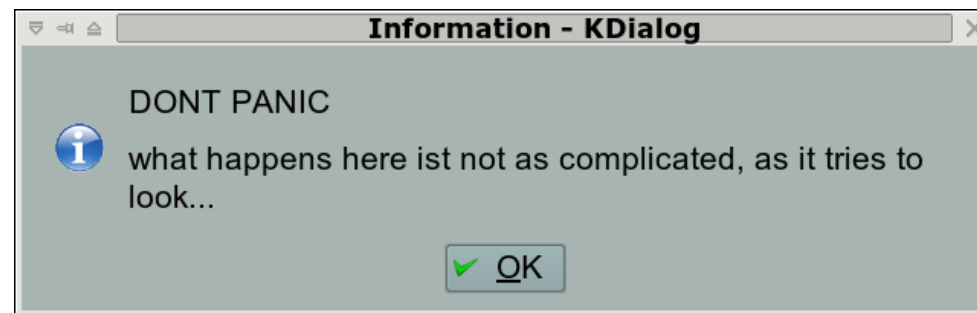 Information - KDialog
DONT PANIC
what happens here ist not as complicated, as it tries to
look...
OK